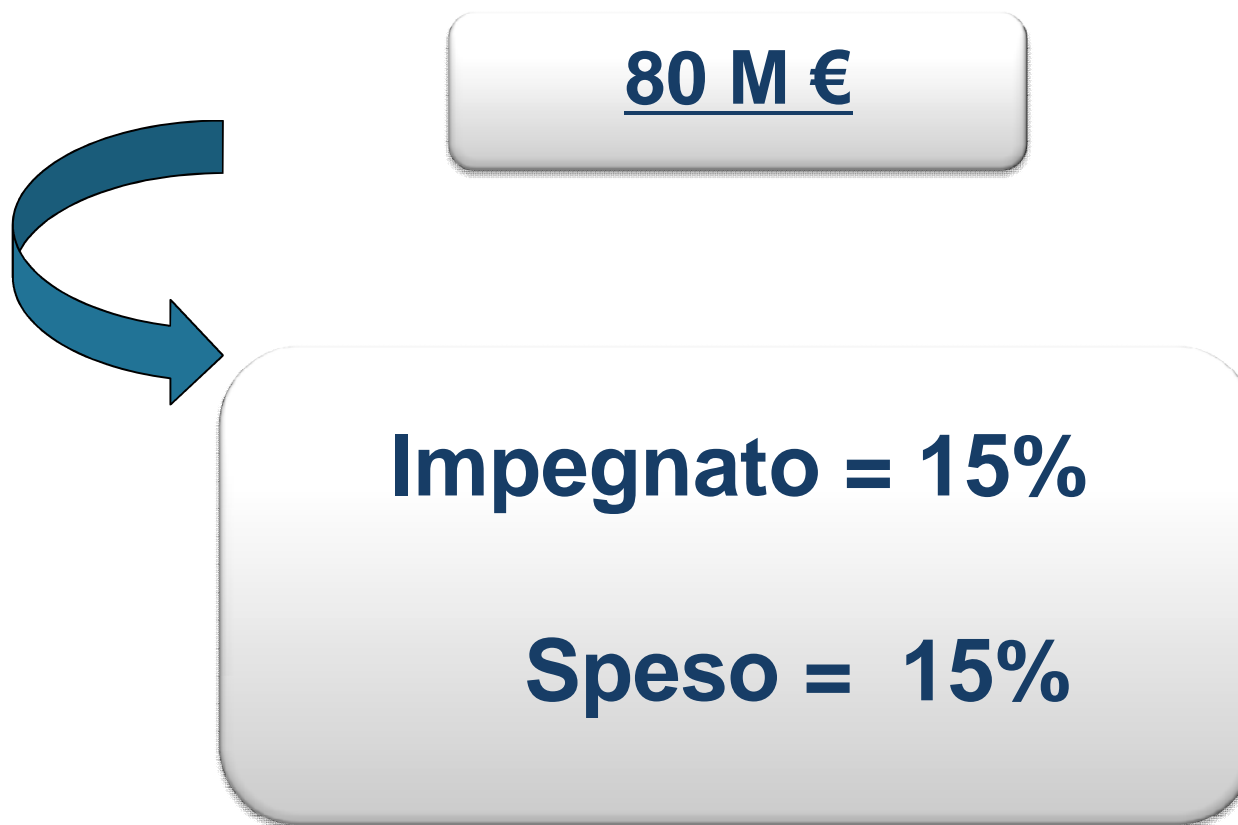 80 M €
Impegnato = 15%
Speso = 15%